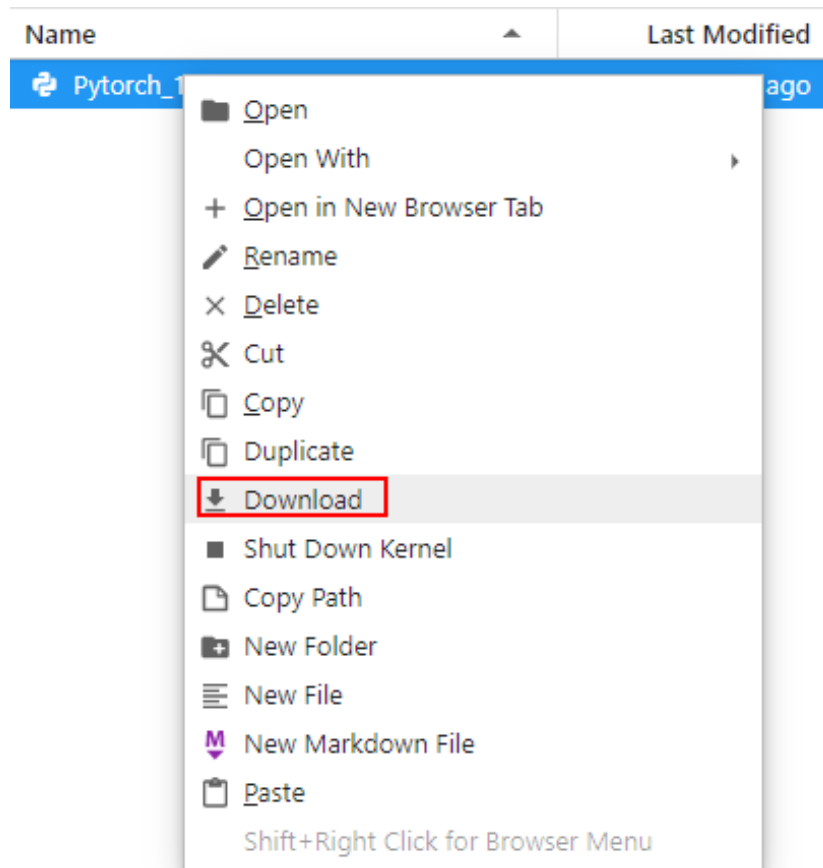 Name Last Modified
Pytorch_1 ago
Open
Open With
Open in New Browser Tab
Rename
Delete
Cut
Copy
Duplicate
Download
Shut Down Kernel
Copy Path
New Folder
New File
New Markdown File
Paste
Shift+Right Click for Browser Menu